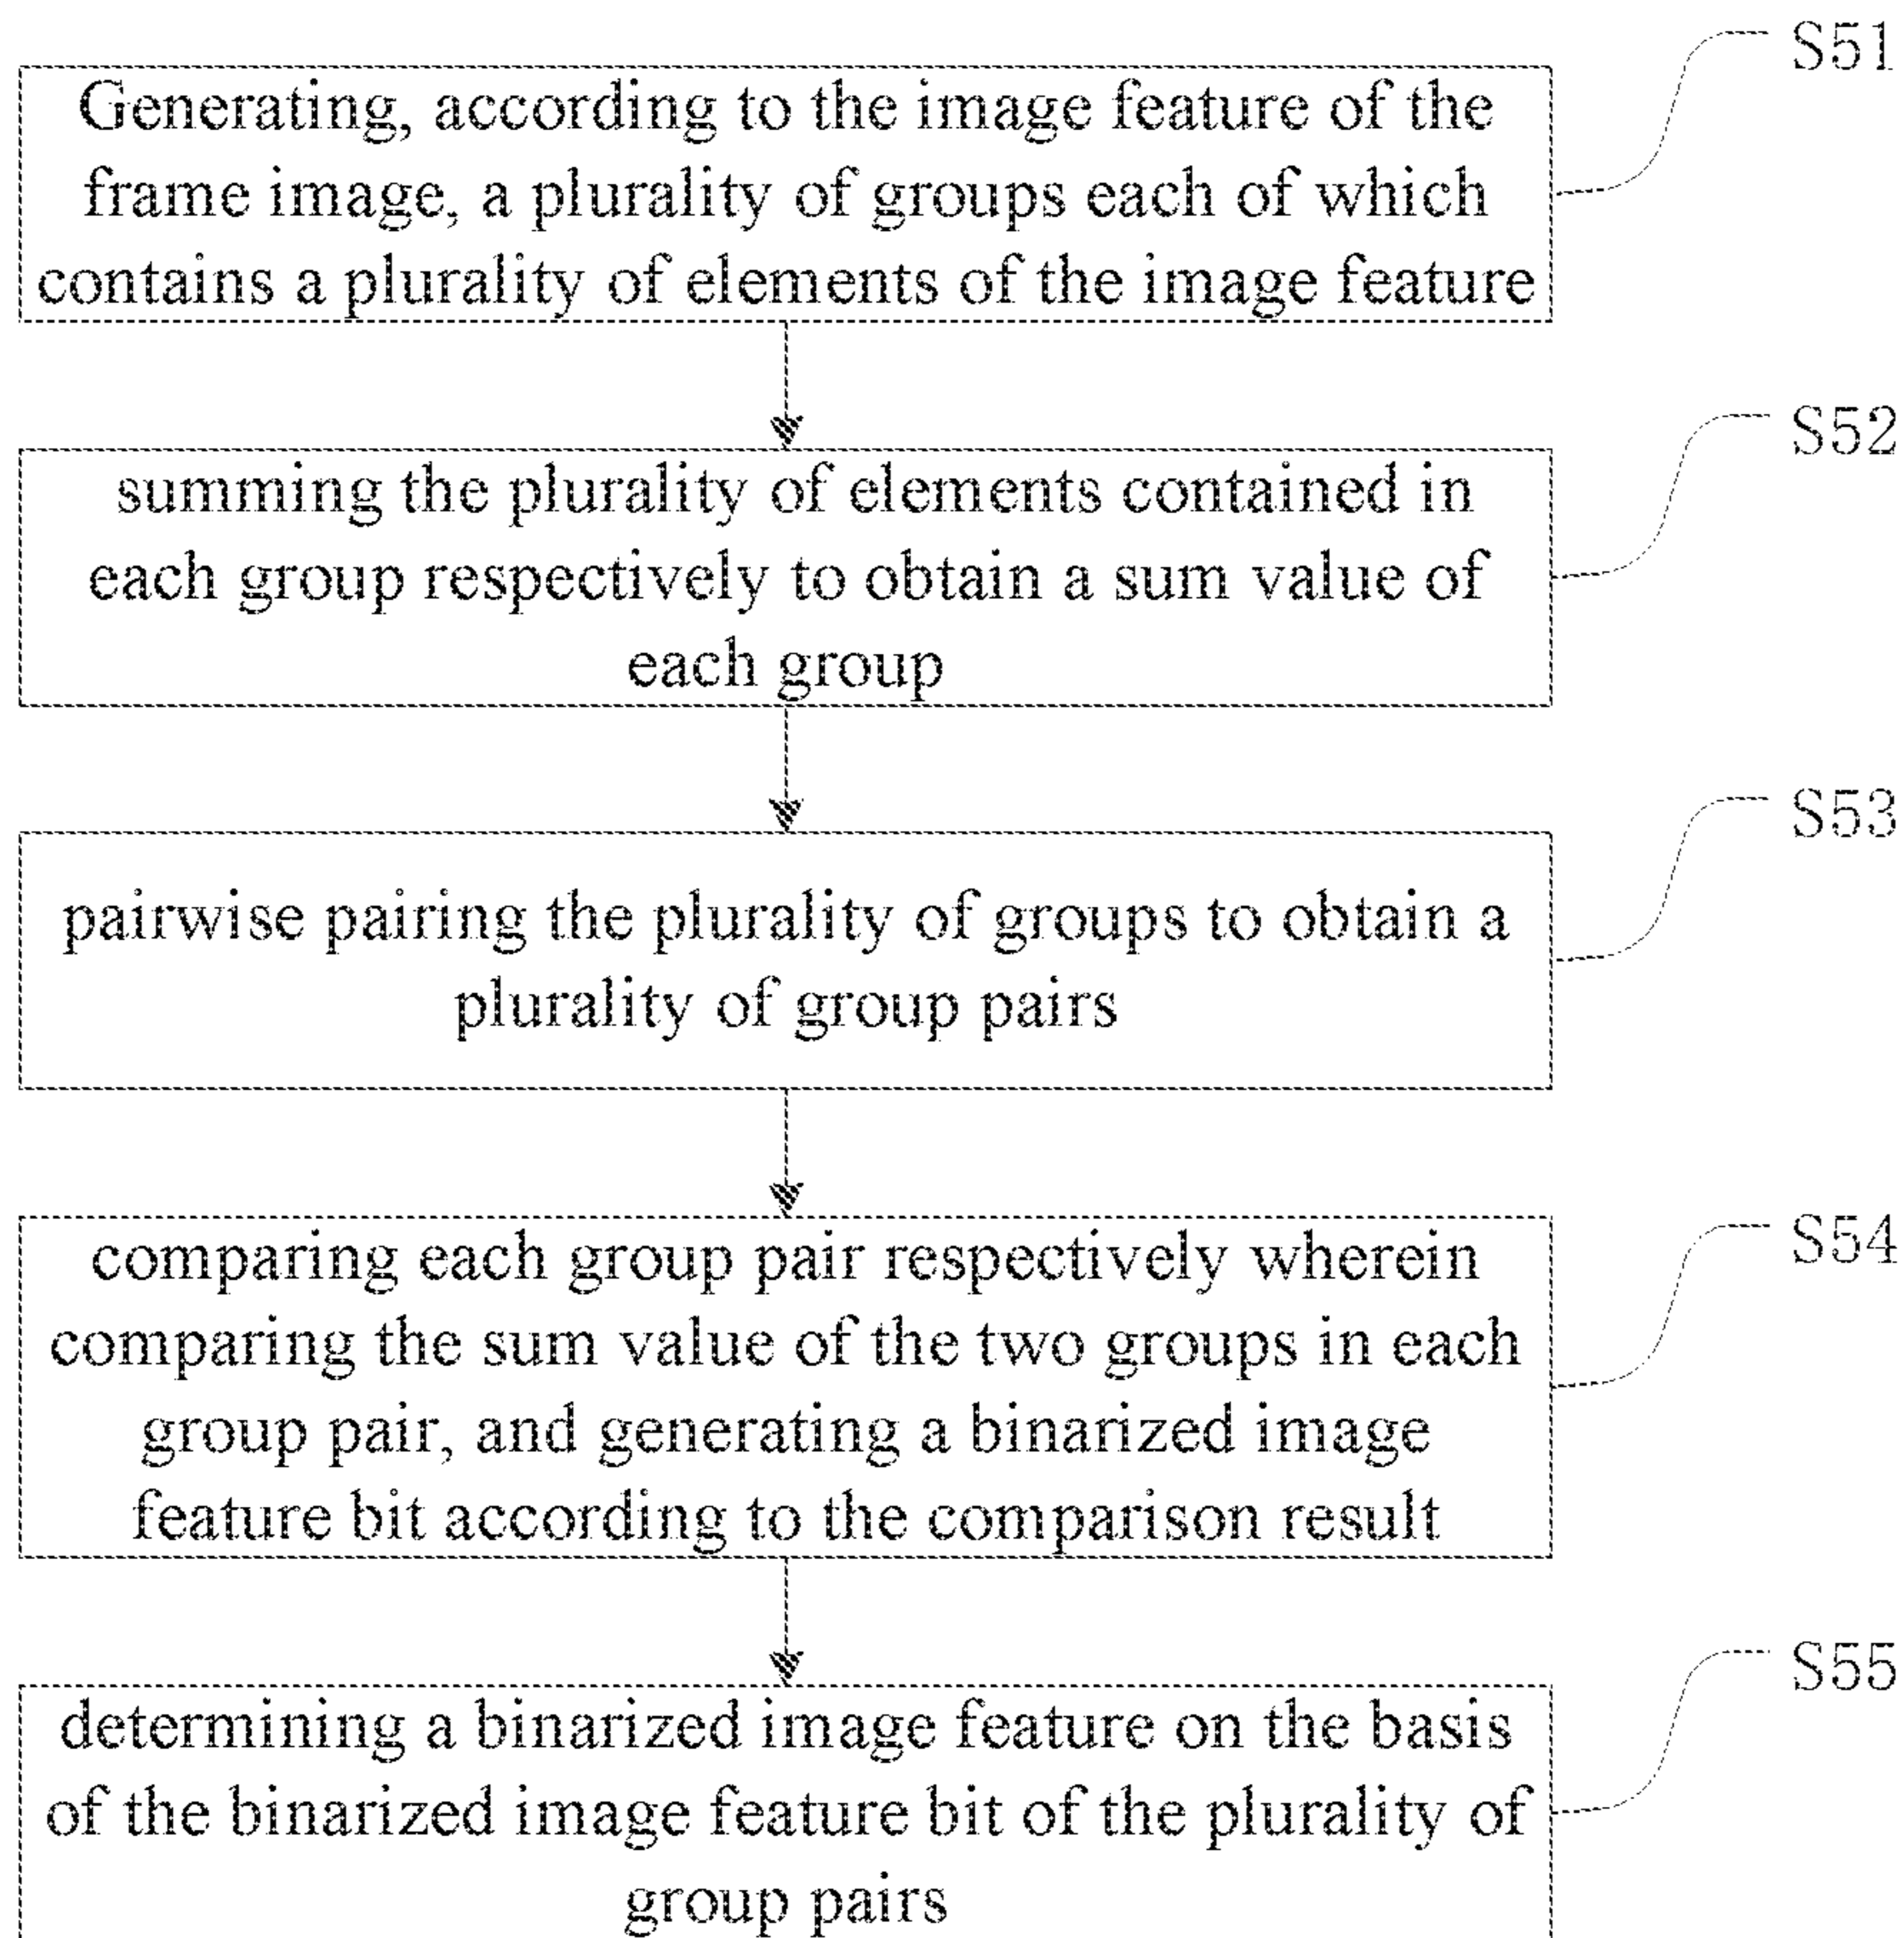 S51
Generating, according to the image feature of the
frame image, a plurality of groups each of which
contains a plurality of elements of the image feature
S52
summing the plurality of elements contained in
each group respectively to obtain a sum value of
each group
S53
pairwise pairing the plurality of groups to obtain a
plurality of group pairs
S54
comparing each group pair respectively wherein
comparing the sum value of the two groups in each
group pair, and generating a binarized image
feature bit according to the comparison result
S55
determining a binarized image feature on the basis
of the binarized image feature bit of the plurality of
group pairs